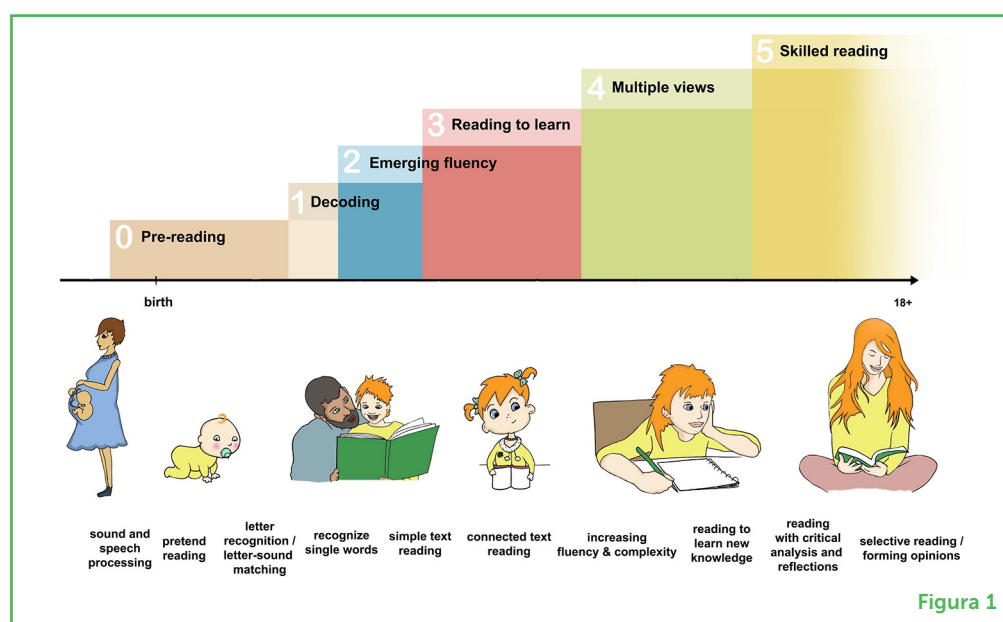 5 Skilled reading
4 Multiple views
3 Reading to learn
2 Emerging fluency
1 Decoding
0 Pre-reading
birth
18+
sound and
speech
processing
pretend
reading
letter
recognition /
letter-sound
matching
recognize
single words
simple text
reading
connected text
reading
increasing
fluency & complexity
reading to
learn new
knowledge
reading
with critical
analysis and
reflections
selective reading /
forming opinions
Figura 1